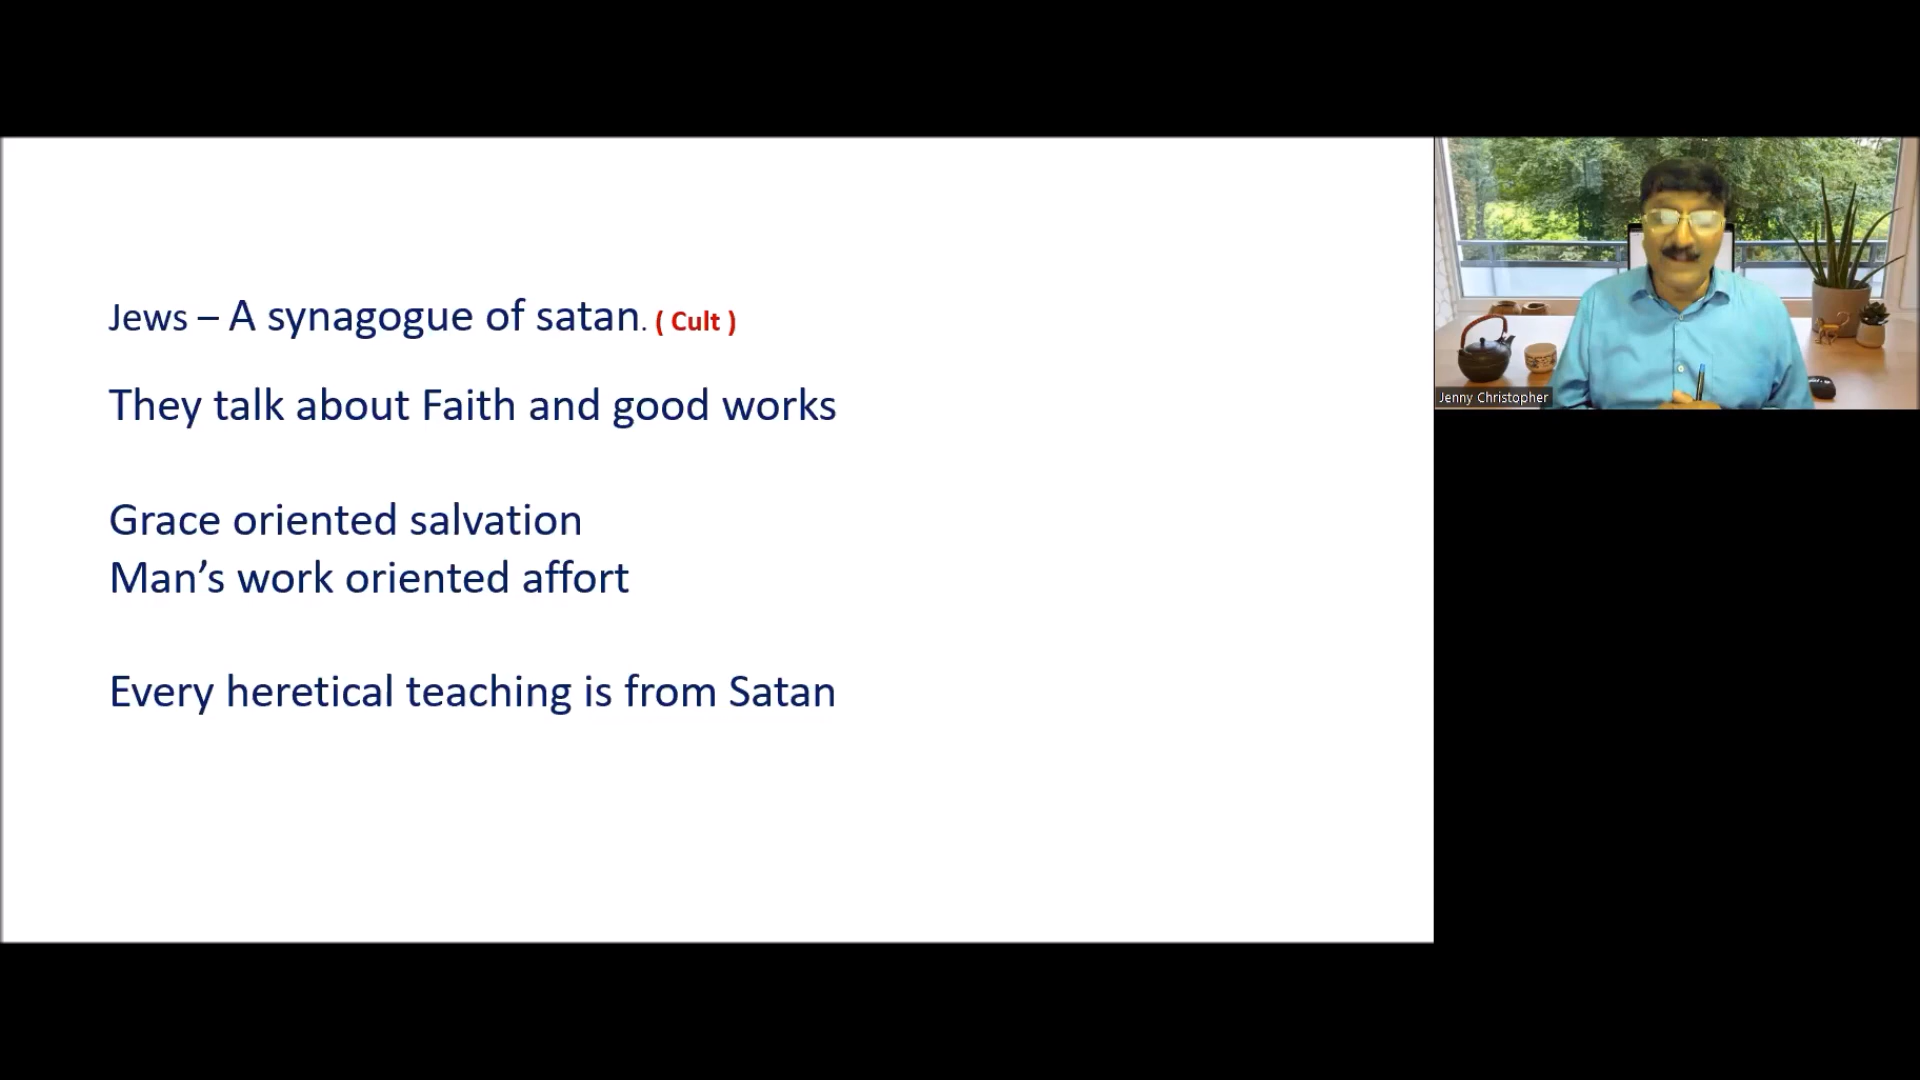 Jews – A synagogue of satan. ( Cult )
They talk about Faith and good works
Grace oriented salvation
Man’s work oriented affort
Every heretical teaching is from Satan
Jenny Christopher